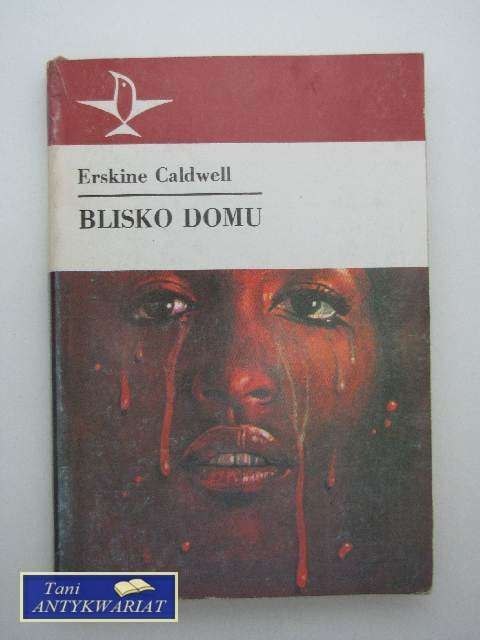 Erskine Caldwell
BLISKO DOMU
Tani
ANTYKWARIAT